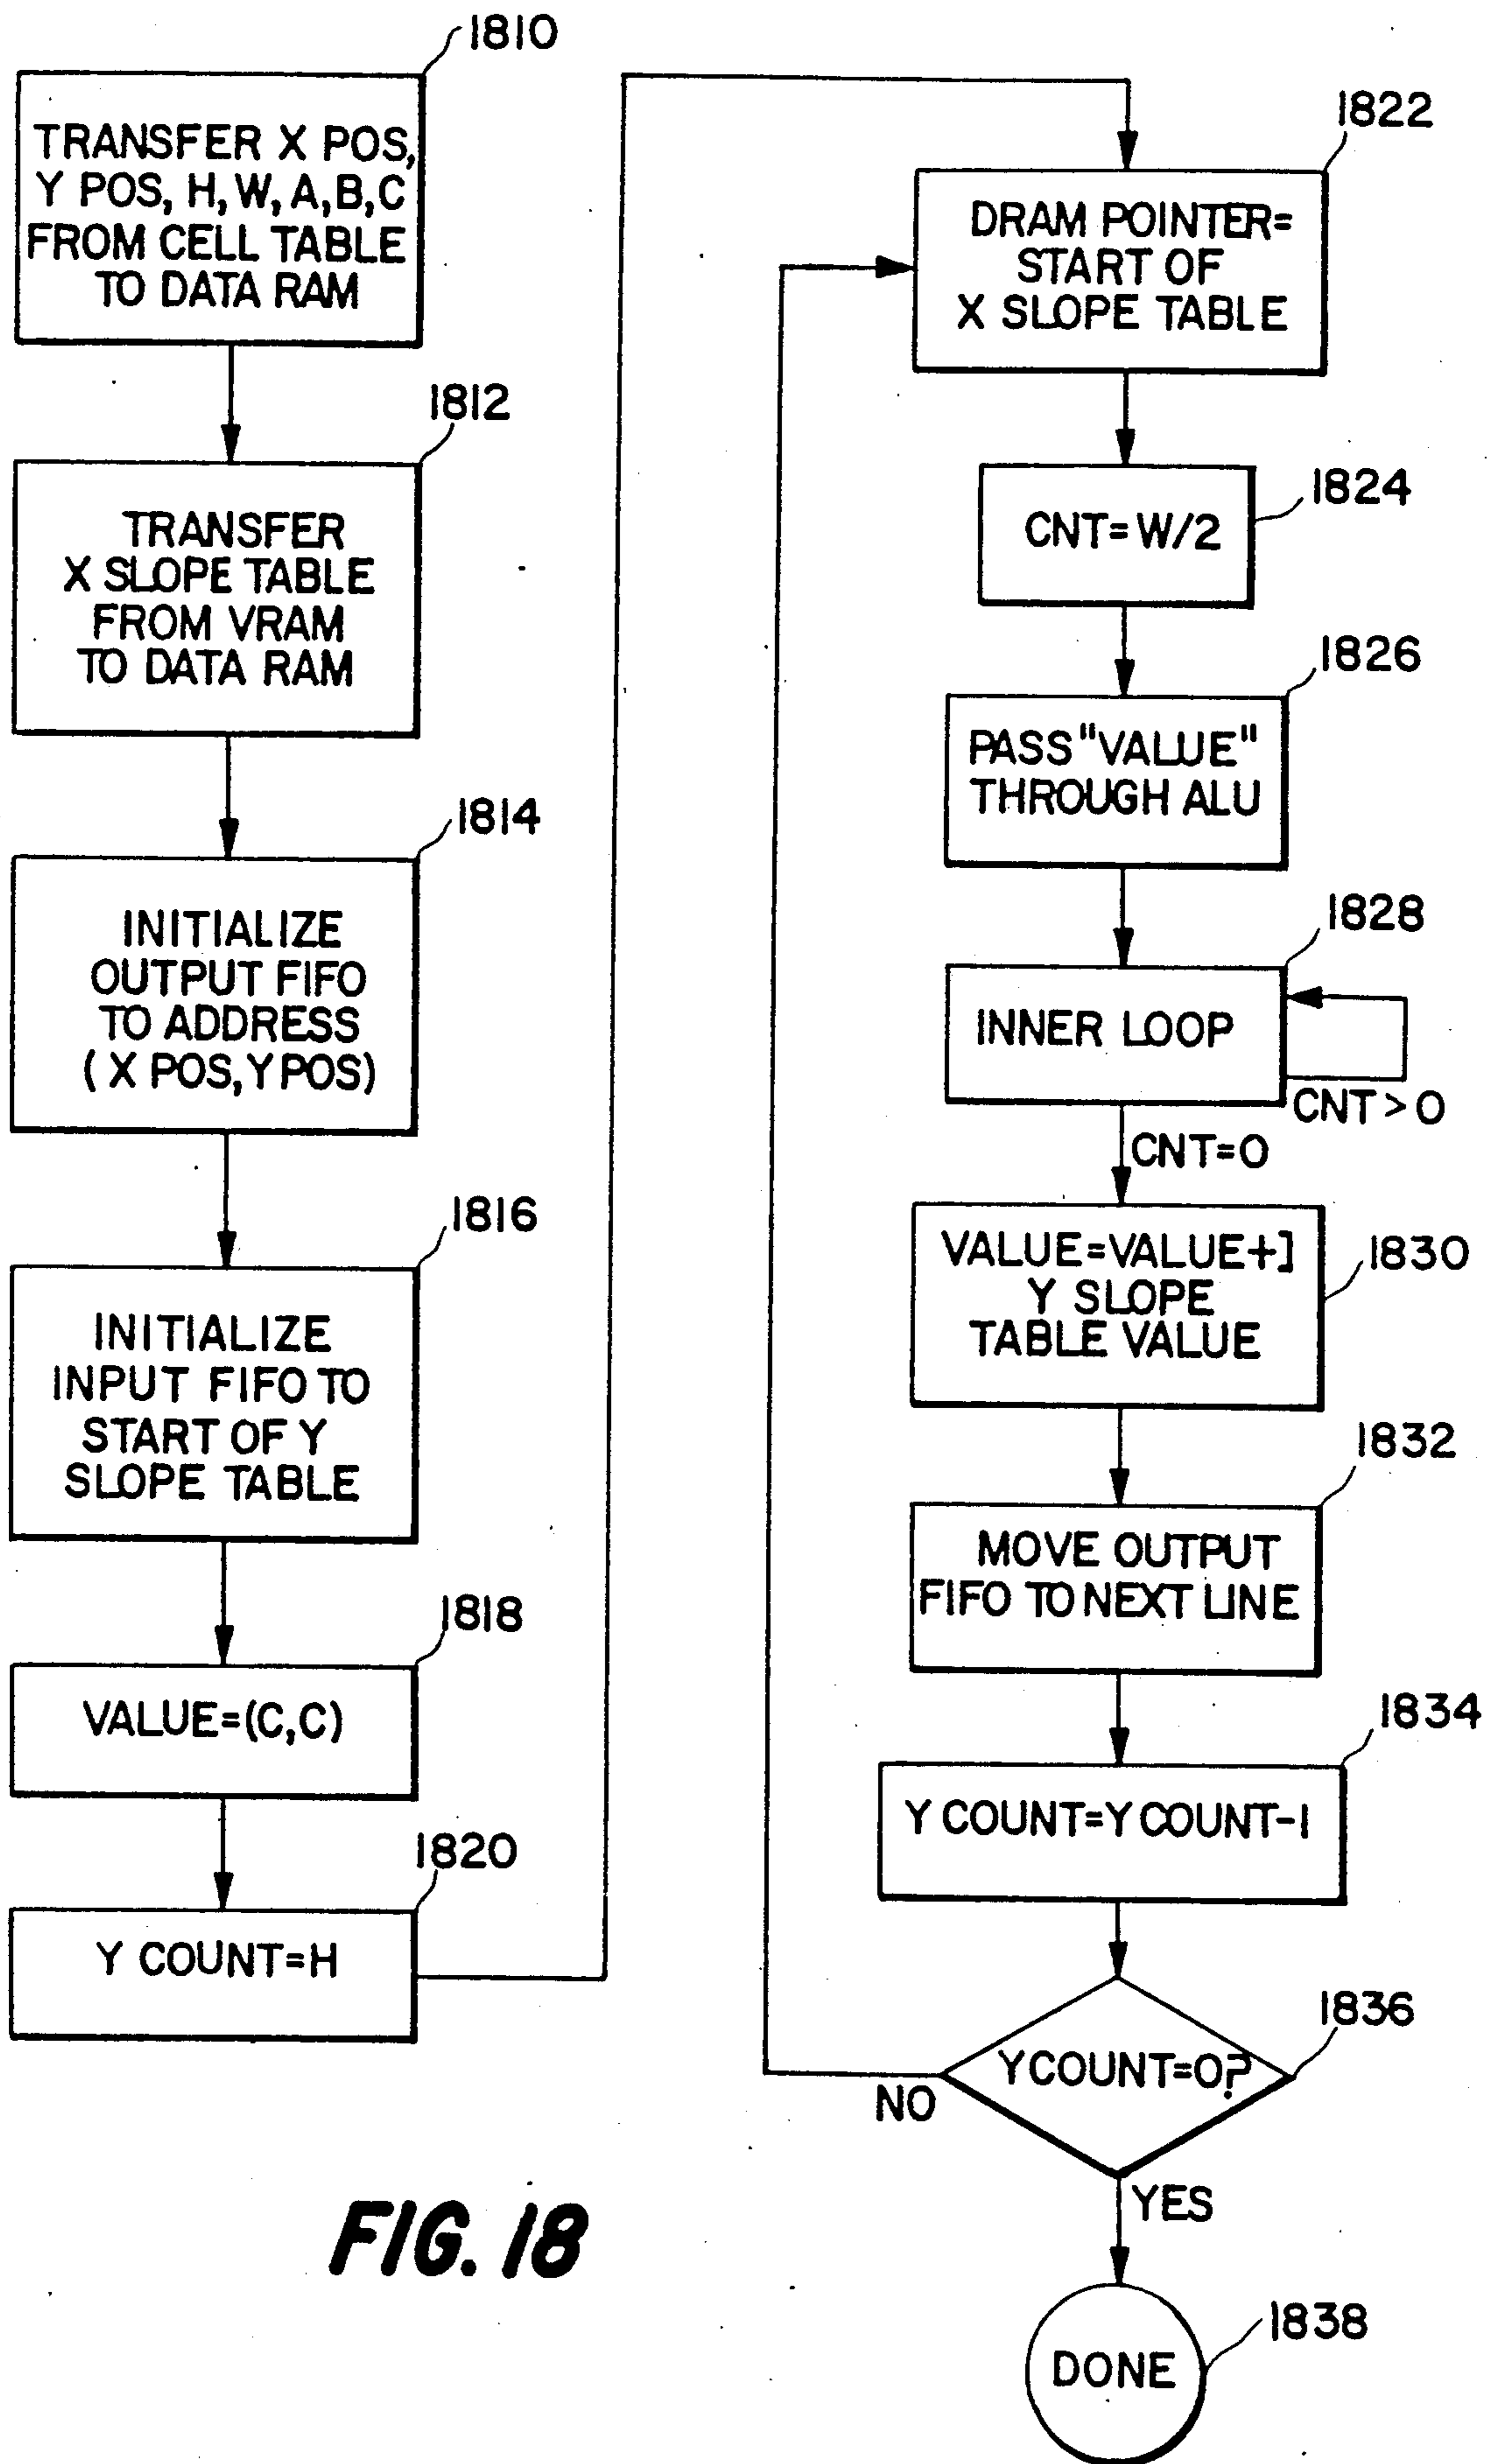 1810
TRANSFER X POS,
Y POS, H, W, A, B, C
FROM CELL TABLE
TO DATA RAM
1812
TRANSFER
X SLOPE TABLE
FROM VRAM
TO DATA RAM
1814
INITIALIZE
OUTPUT FIFO
TO ADDRESS
(X POS, Y POS)
1816
INITIALIZE
INPUT FIFO TO
START OF Y
SLOPE TABLE
1818
VALUE=(C,C)
1820
Y COUNT=H
1822
DRAM POINTER=
START OF
X SLOPE TABLE
1824
CNT=W/2
1826
PASS "VALUE"
THROUGH ALU
1828
INNER LOOP
CNT>0
CNT=0
1830
VALUE=VALUE+]
Y SLOPE
TABLE VALUE
1832
MOVE OUTPUT
FIFO TO NEXT LINE
1834
Y COUNT=Y COUNT-1
1836
Y COUNT=0?
NO
YES
1838
DONE
FIG. 18